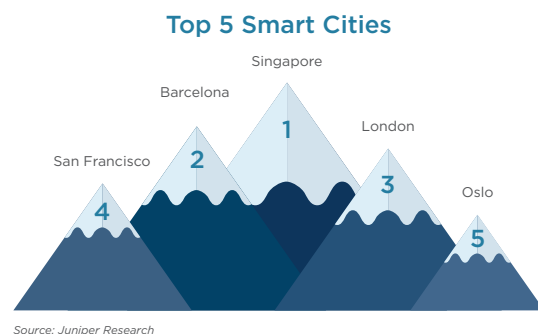 Top 5 Smart Cities
Singapore
Barcelona
1
London
2
San Francisco
3
Oslo
4
5
Source: Juniper Research